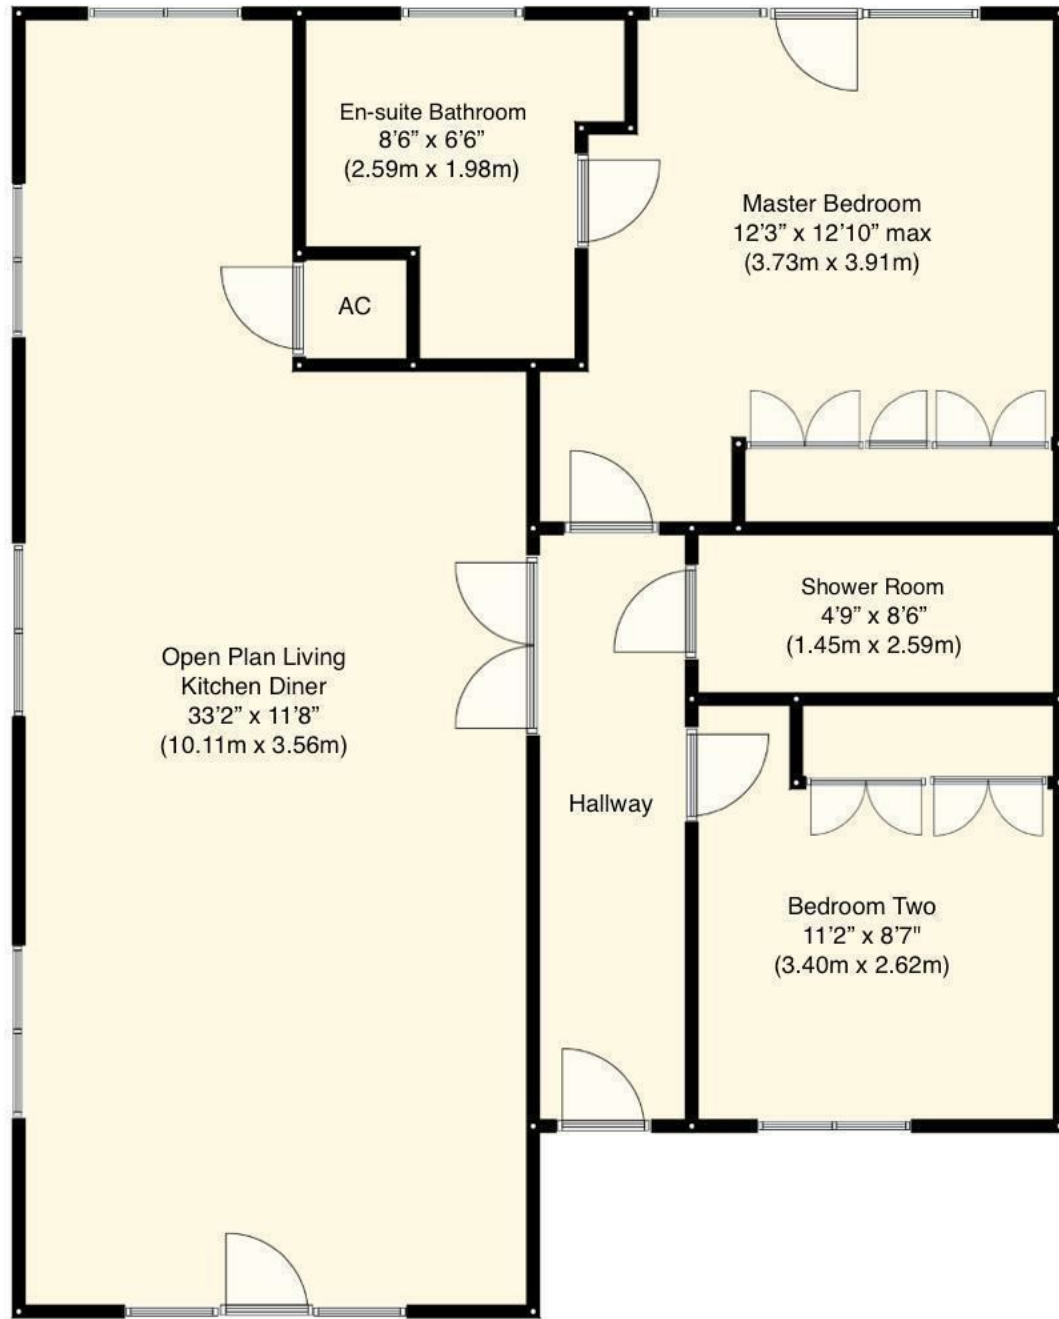 En-suite Bathroom
8’6” x 6’6”
(2.59m x 1.98m)
Master Bedroom
12’3” x 12’10” max
(3.73m x 3.91m)
AC
Shower Room
4’9” x 8’6”
(1.45m x 2.59m)
Open Plan Living
Kitchen Diner
33’2” x 11’8”
(10.11m x 3.56m)
Hallway
Bedroom Two
11’2” x 8’7"
(3.40m x 2.62m)